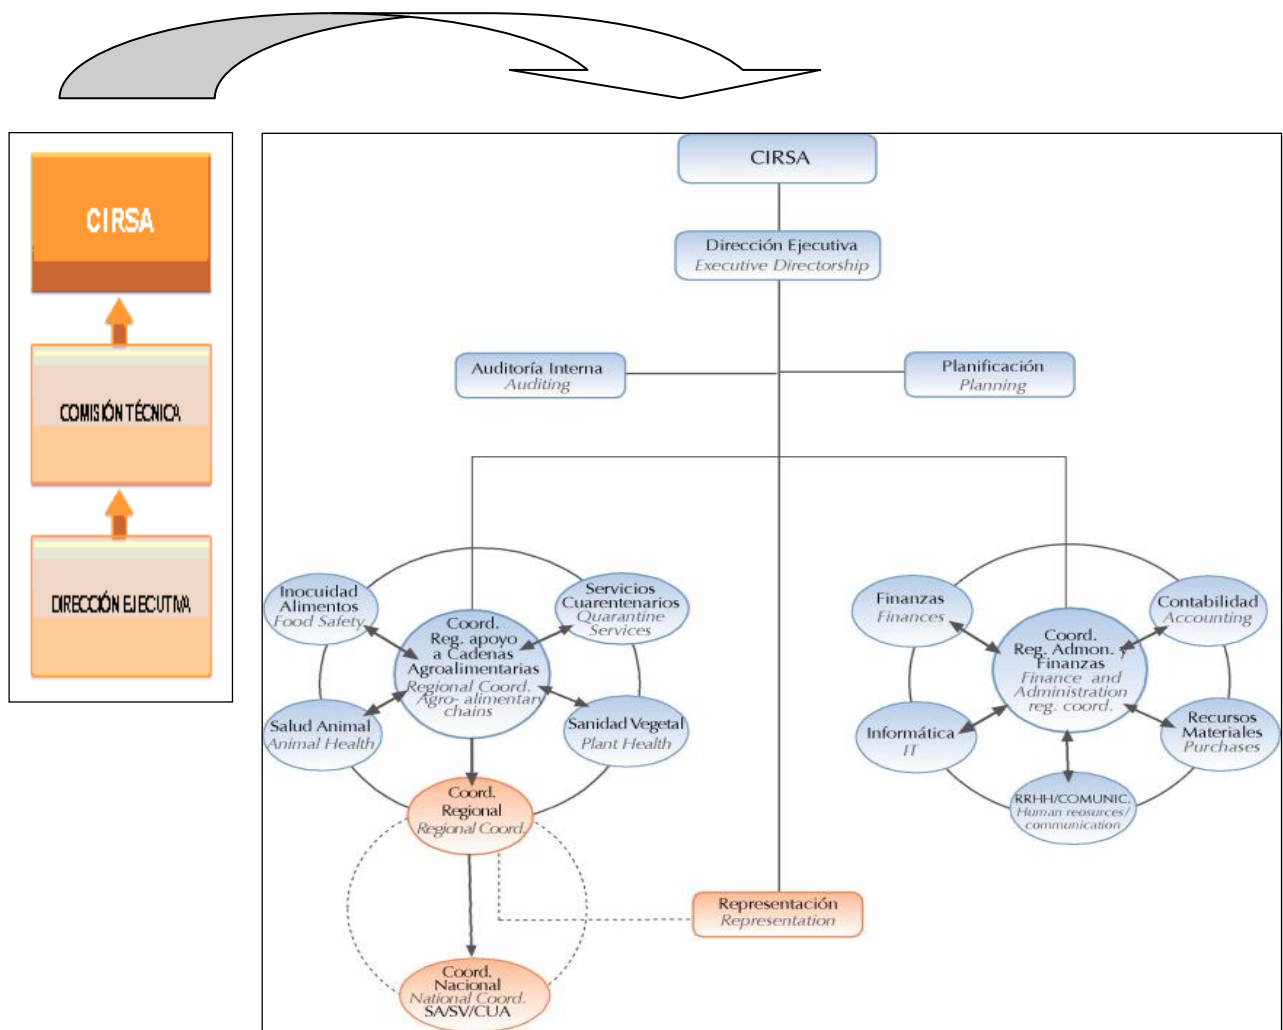 CIRSA
COMISIÓN TÉCNICA
DIRECCIÓN EJECUTIVA
CIRSA
Dirección Ejecutiva
Executive Directorship
Auditoría Interna
Auditing
Planificación
Planning
Inocuidad
Alimentos
Food Safety
Servicios
Cuarentenarios
Quarantine
Services
Coord.
Reg. apoyo
a Cadenas
Agroalimentarias
Regional Coord.
Agro- alimentary
chains
Salud Animal
Animal Health
Sanidad Vegetal
Plant Health
Coord.
Regional
Regional Coord.
Coord.
Nacional
National Coord.
SA/SV/CUA
Representación
Representation
Finanzas
Finances
Contabilidad
Accounting
Coord.
Reg. Admon. y
Finanzas
Finance and
Administration
reg. coord.
Informática
IT
Recursos
Materiales
Purchases
RRHH/COMUNIC.
Human reosurces/
communication